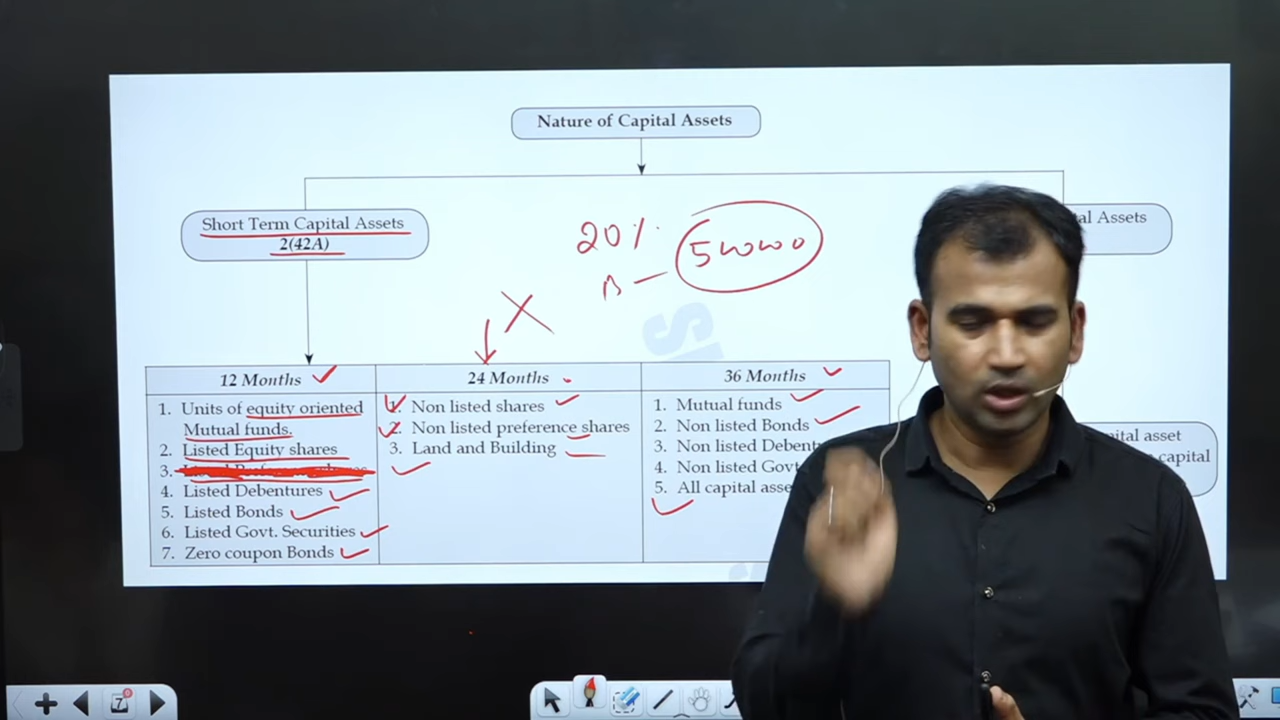 Nature of Capital Assets
Short Term Capital Assets
2(42A)
al Assets
20%
5
12 Months
24 Months
36 Months
1. Units of equity oriented
Mutual funds.
2. Listed Equity shares
3.
4. Listed Debentures
5. Listed Bonds
6. Listed Govt. Securities
7. Zero coupon Bonds
1. Non listed shares
2. Non listed preference shares
3. Land and Building
1. Mutual funds
2. Non listed Bonds
3. Non listed Debent
4. Non listed Govt
5. All capital asse
ital asset
capital
7